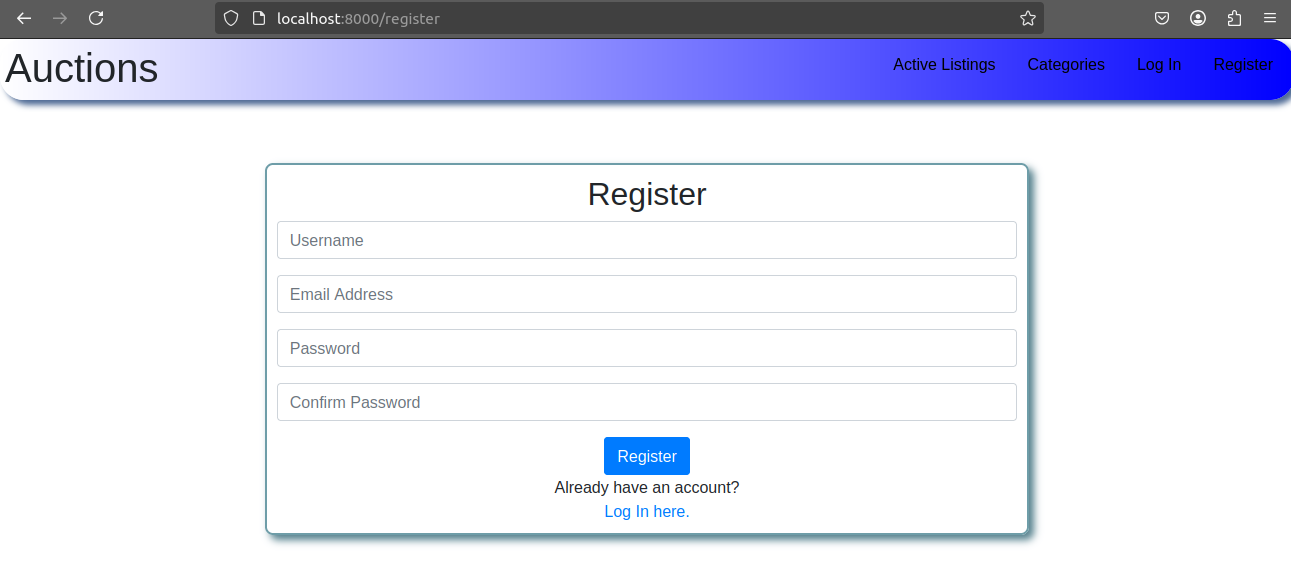 localhost:8000/register
Auctions
Active Listings Categories Log In Register
Register
Username
Email Address
Password
Confirm Password
Register
Already have an account?
Log In here.